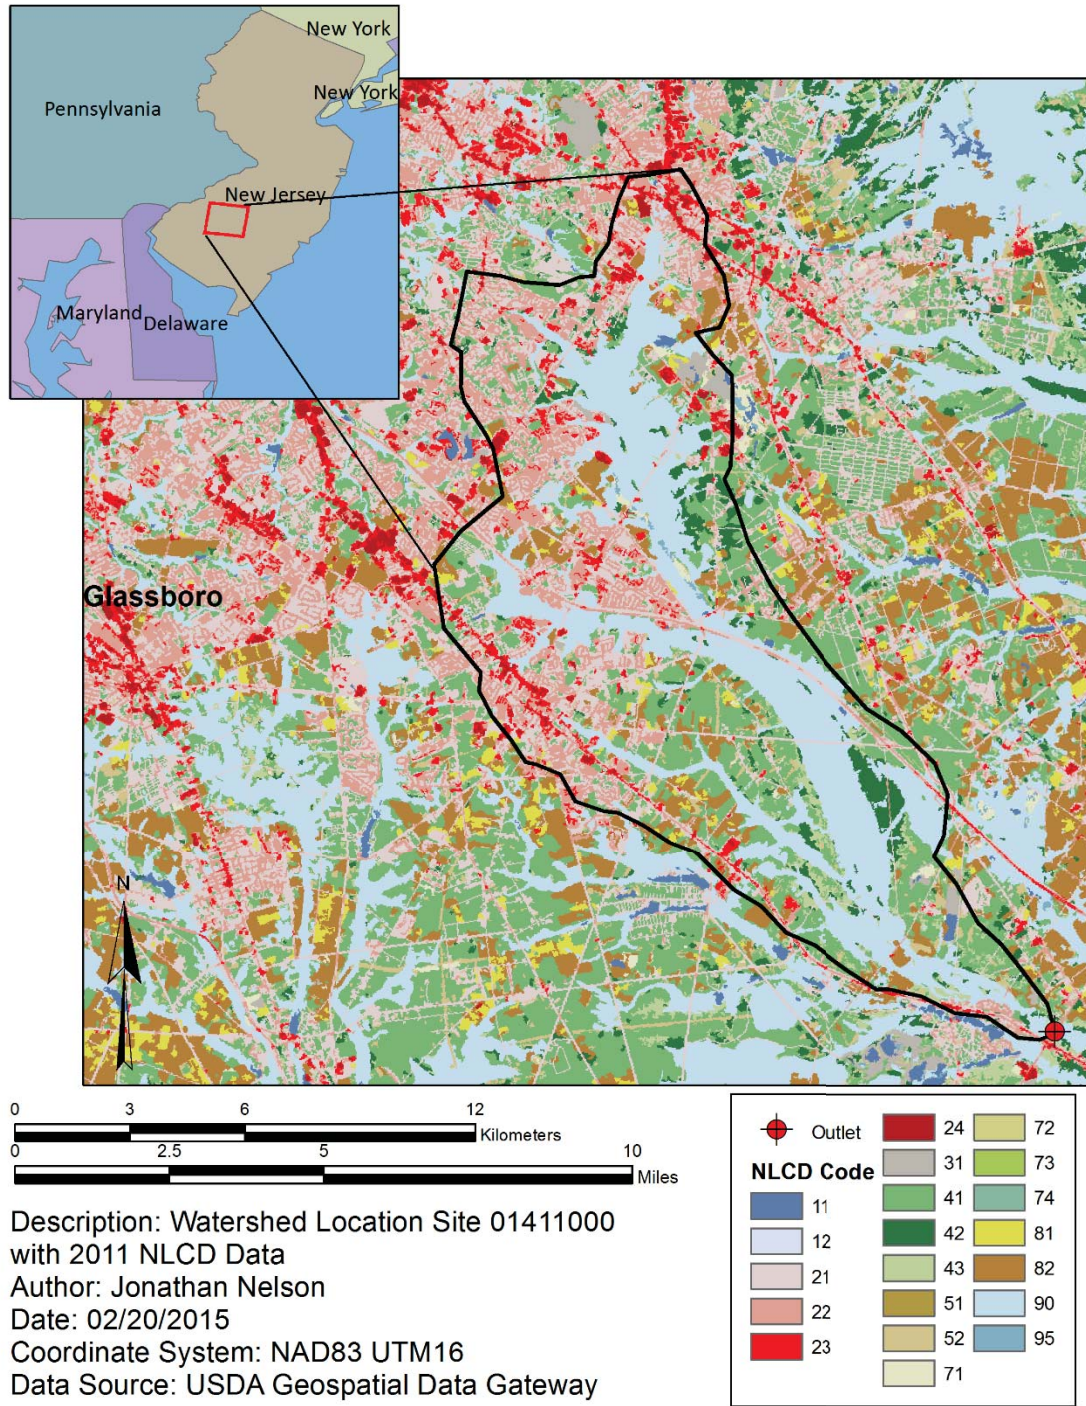 New York
New York
Pennsylvania
New Jersey
Maryland
Delaware
Glassboro
N
0 3 6 12
Kilometers
0 2.5 5 10
Miles
Description: Watershed Location Site 01411000
with 2011 NLCD Data
Author: Jonathan Nelson
Date: 02/20/2015
Coordinate System: NAD83 UTM16
Data Source: USDA Geospatial Data Gateway
Outlet
NLCD Code
11
12
21
22
23
24
31
41
42
43
51
52
71
72
73
74
81
82
90
95